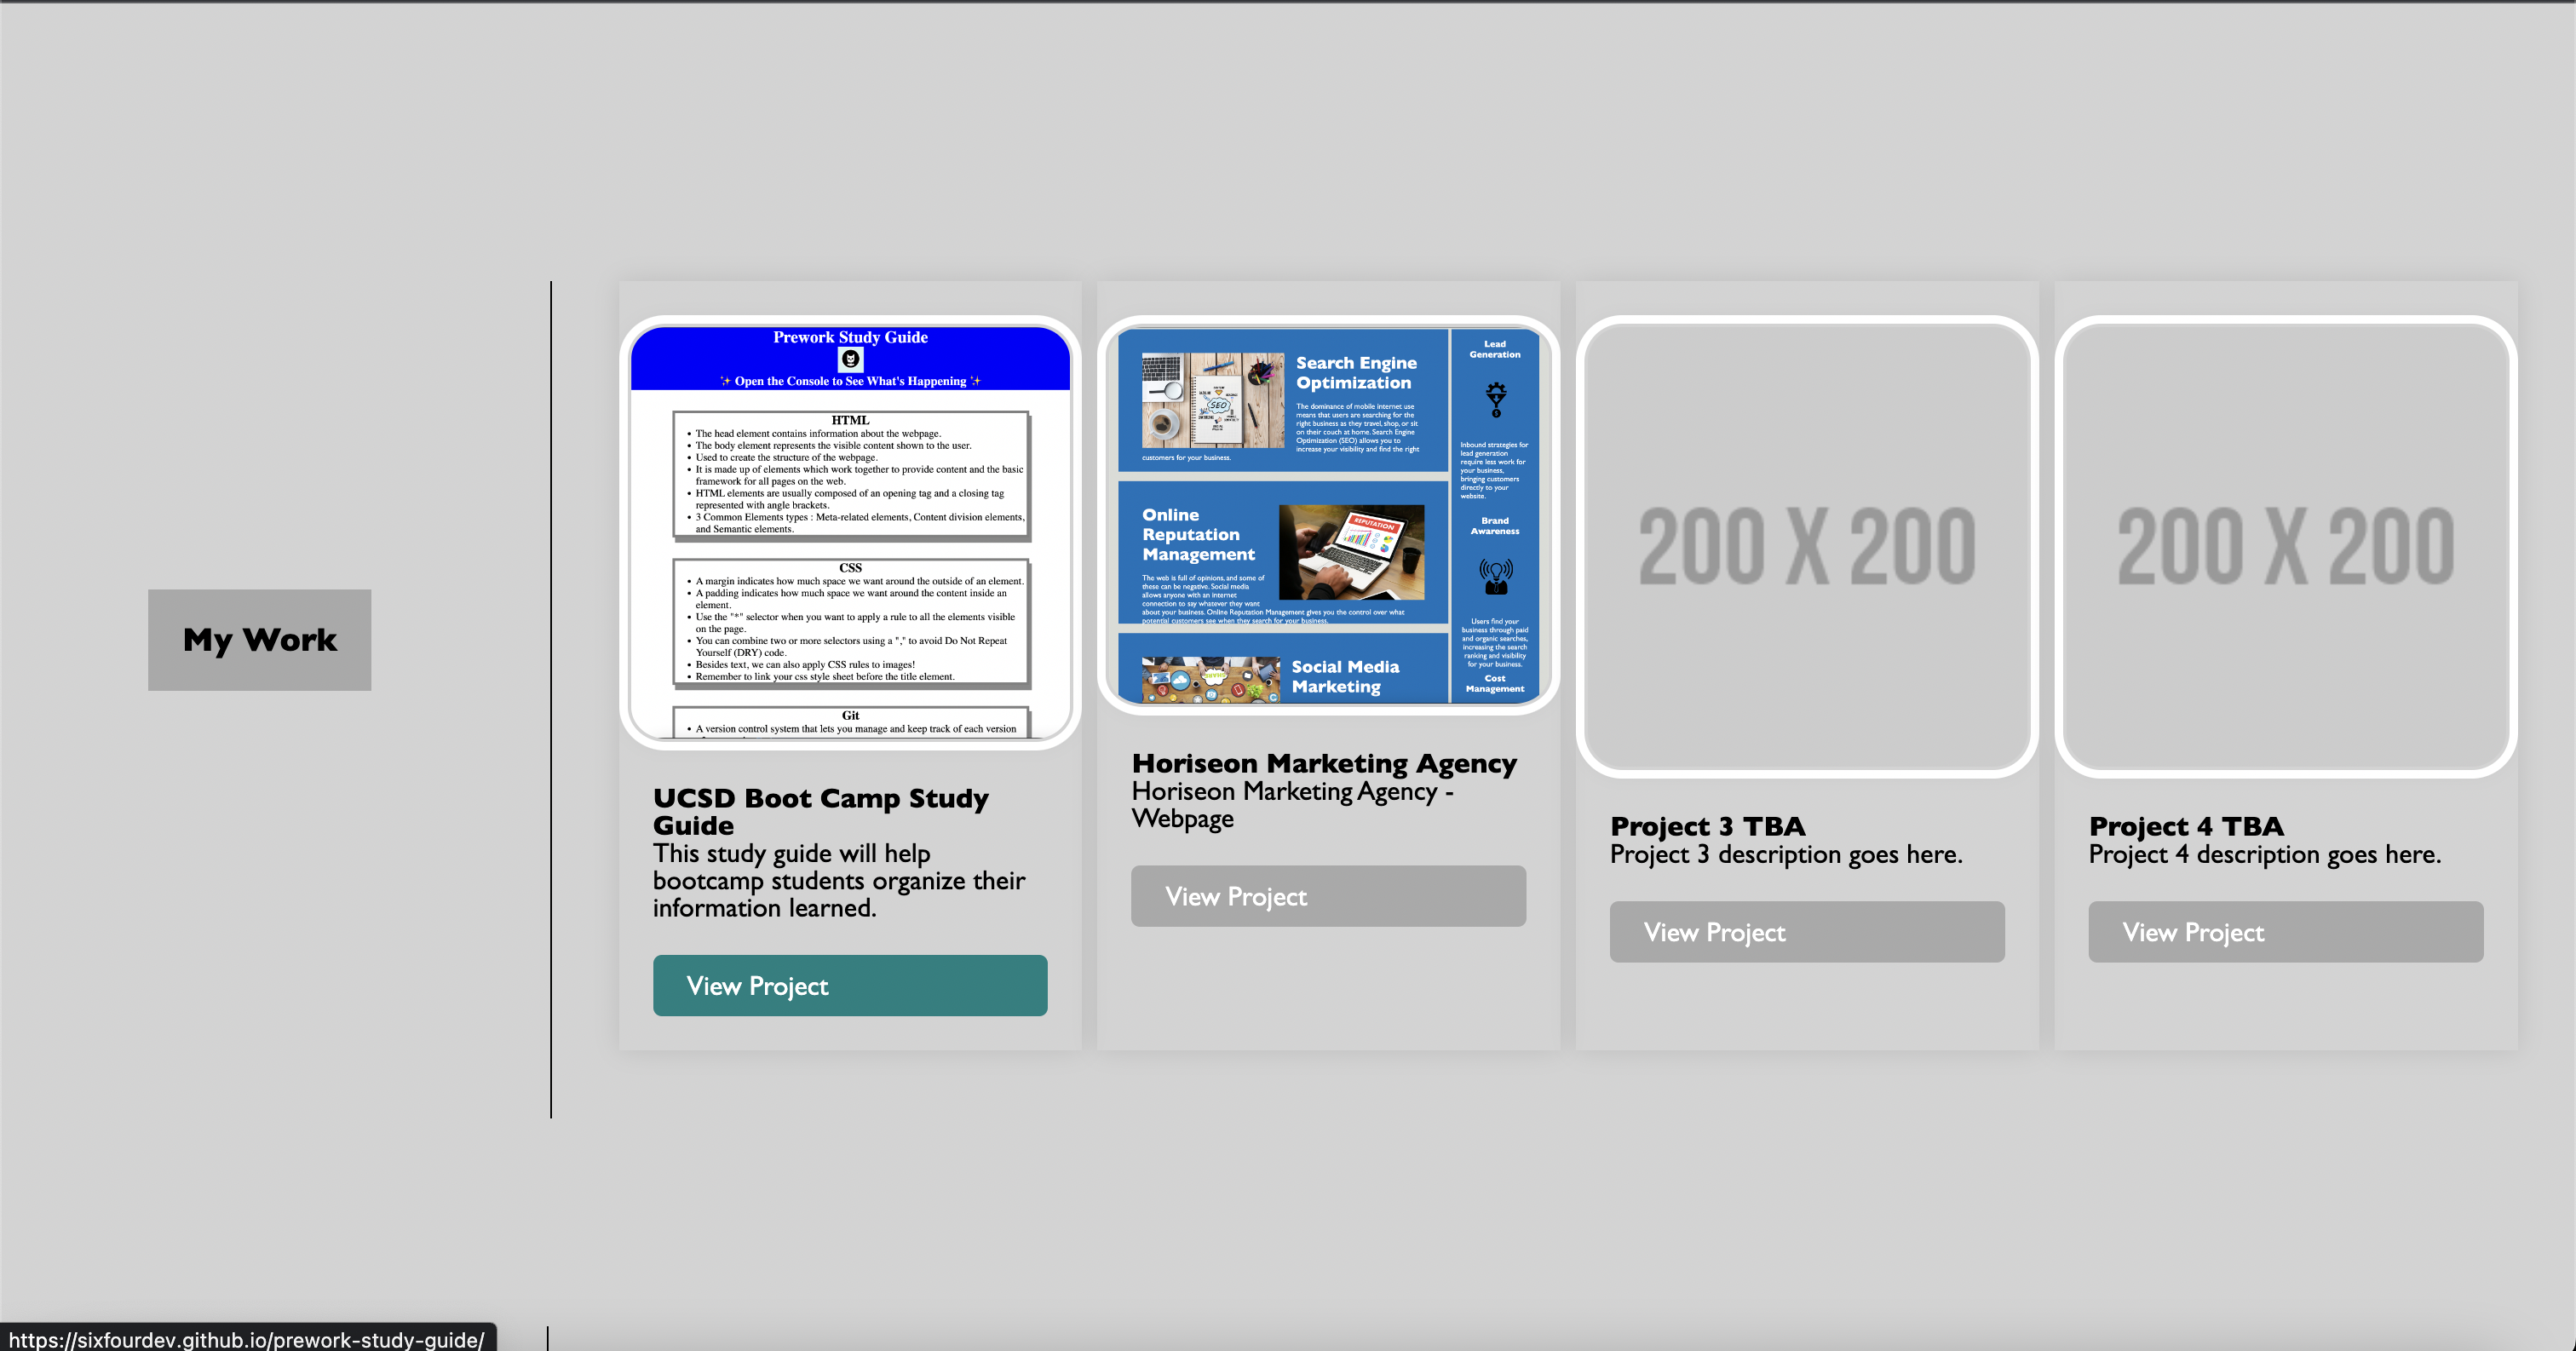 My Work
Prework Study Guide
✨ Open the Console to See What's Happening ✨
HTML
• The head element contains information about the webpage.
• The body element represents the visible content shown to the user.
• Used to create the structure of the webpage.
• It is made up of elements which work together to provide content and the basic
framework for all pages on the web.
• HTML elements are usually composed of an opening tag and a closing tag
represented with angle brackets.
• 3 Common Elements types : Meta-related elements, Content division elements,
and Semantic elements.
CSS
• A margin indicates how much space we want around the outside of an element.
• A padding indicates how much space we want around the content inside an
element.
• Use the "*" selector when you want to apply a rule to all the elements visible
on the page.
• You can combine two or more selectors using a "," to avoid Do Not Repeat
Yourself (DRY) code.
• Besides text, we can also apply CSS rules to images!
• Remember to link your css style sheet before the title element.
Git
• A version control system that lets you manage and keep track of each version
UCSD Boot Camp Study
Guide
This study guide will help
bootcamp students organize their
information learned.
View Project
SEO
Search Engine
Optimization
The dominance of mobile internet use
means that users are searching for the
right business as they travel, shop, or sit
on their couch at home. Search Engine
Optimization (SEO) allows you to
increase your visibility and find the right
customers for your business.
Online
Reputation
Management
REPUTATION
The web is full of opinions, and some of
these can be negative. Social media
allows anyone with an internet
connection to say whatever they want
about your business. Online Reputation Management gives you the control over what
potential customers see when they search for your business.
Social Media
Marketing
Lead
Generation
Inbound strategies for
lead generation
require less work for
your business,
bringing customers
directly to your
website.
Brand
Awareness
Users find your
business through paid
and organic searches,
increasing the search
ranking and visibility
for your business.
Cost
Management
Horiseon Marketing Agency
Horiseon Marketing Agency -
Webpage
View Project
200 X 200
Project 3 TBA
Project 3 description goes here.
View Project
200 X 200
Project 4 TBA
Project 4 description goes here.
View Project
https://sixfourdev.github.io/prework-study-guide/